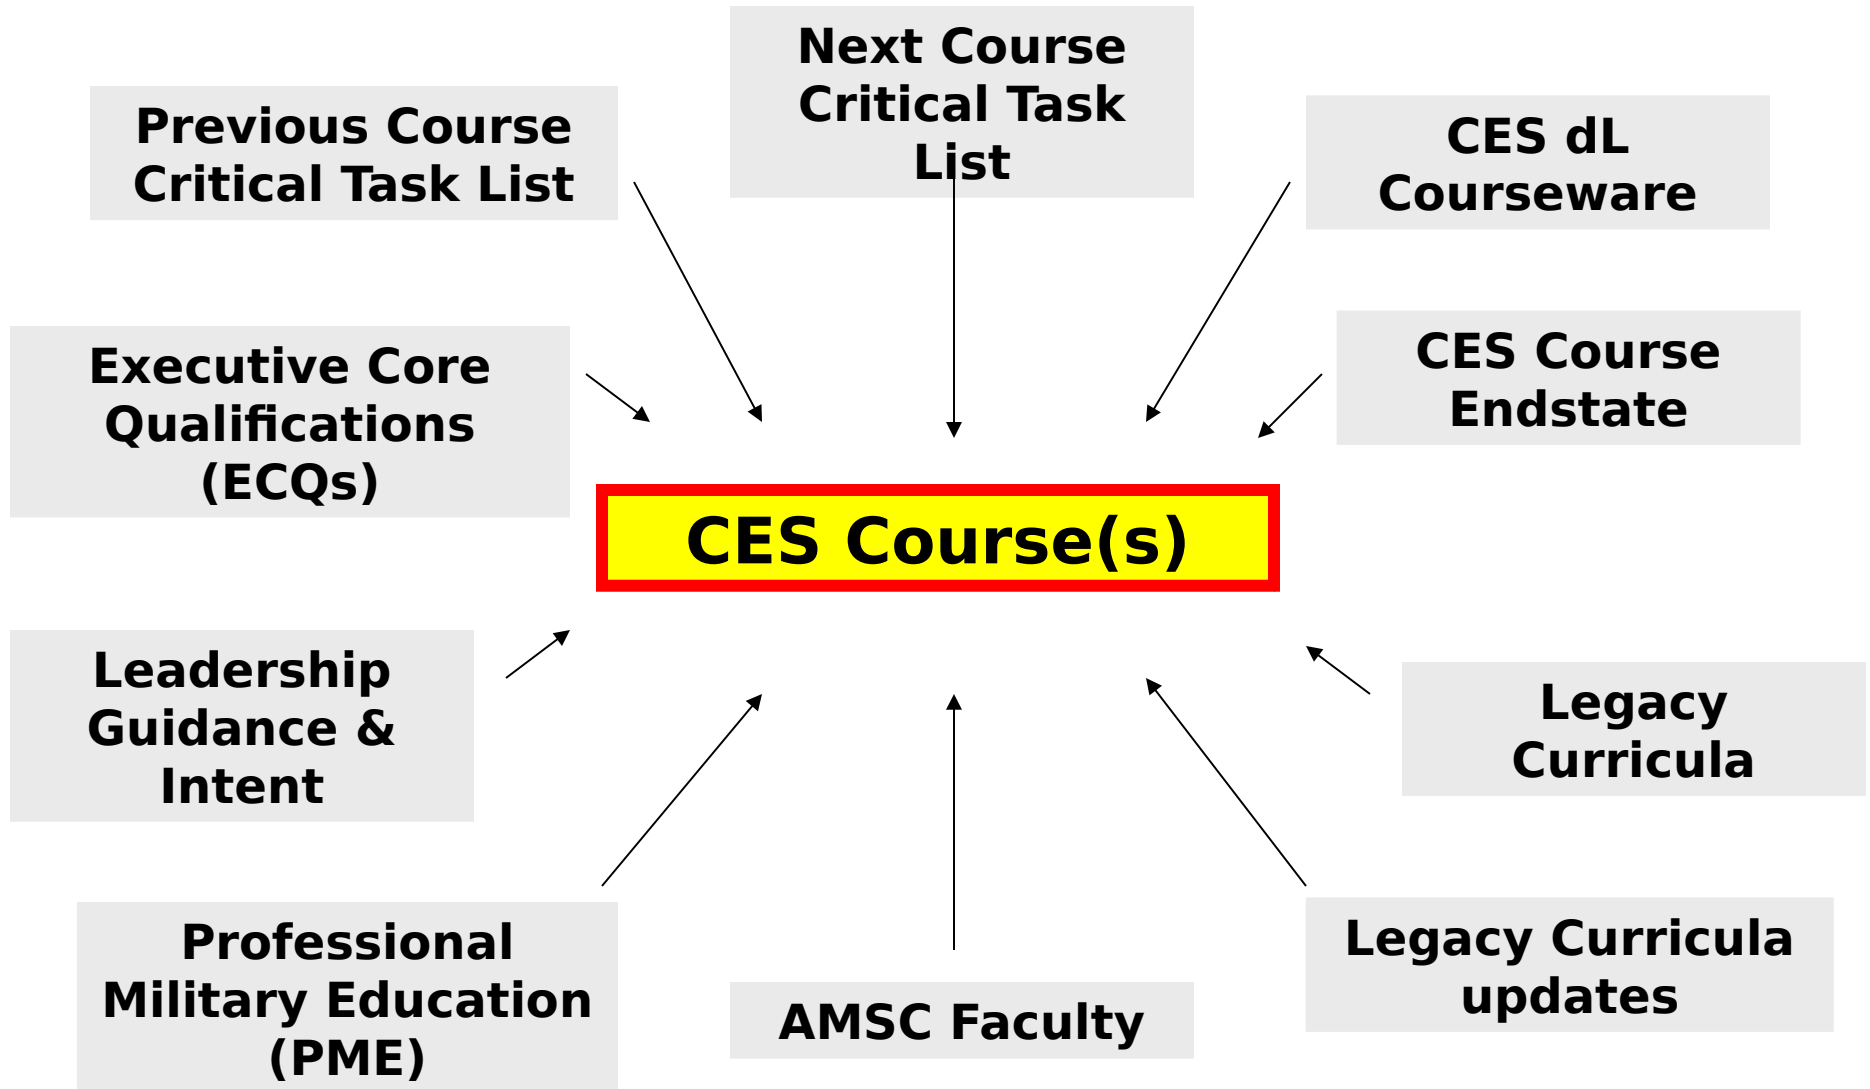 Next Course
Critical Task
List
Previous Course
Critical Task List
CES dL
Courseware
Executive Core
Qualifications
(ECQs)
CES Course
Endstate
CES Course(s)
Leadership
Guidance &
Intent
Legacy
Curricula
Professional
Military Education
(PME)
AMSC Faculty
Legacy Curricula
updates